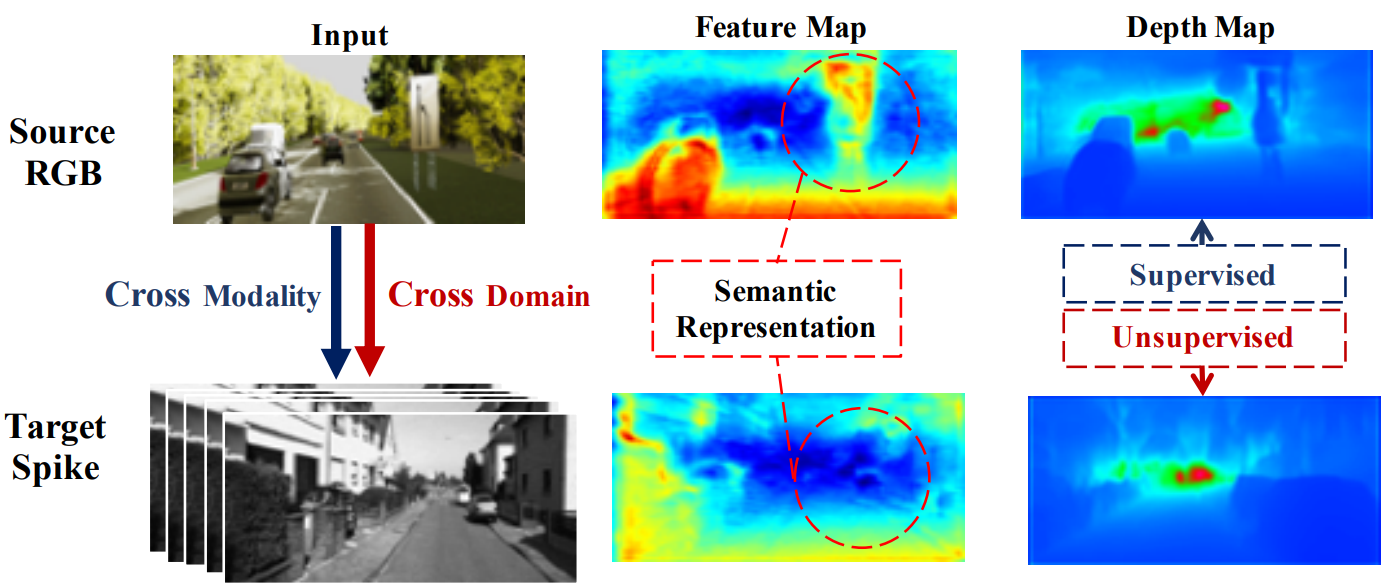 Input
Feature Map
Depth Map
Source
RGB
Cross Modality
Cross Domain
Semantic
Representation
Supervised
Unsupervised
Target
Spike